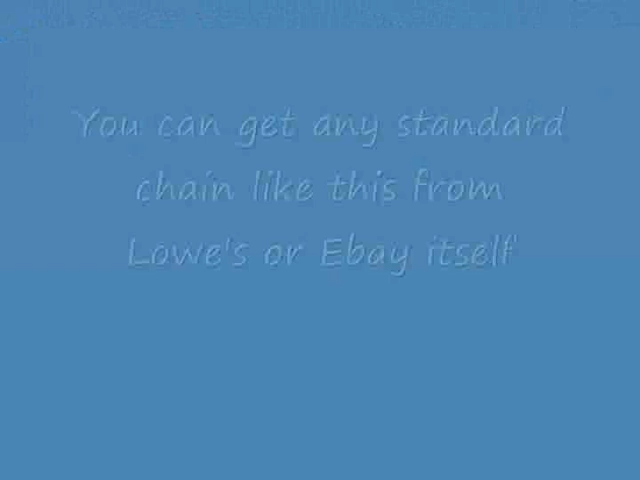 You can get any standard
chain like this from
Lowe's or Ebay itself